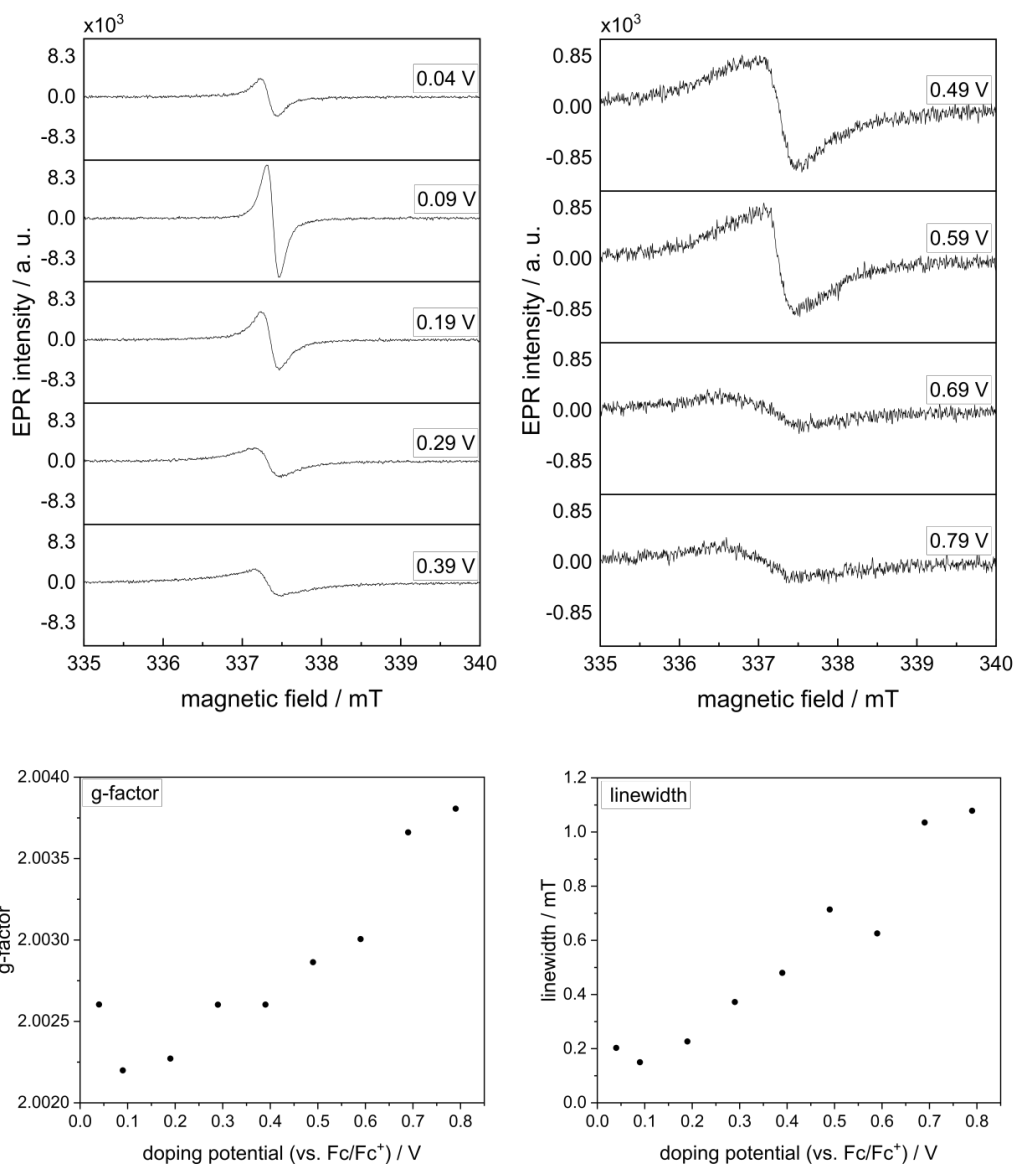 x10³
8.3
0.0
-8.3
0.04 V
8.3
0.0
-8.3
0.09 V
8.3
0.0
-8.3
0.19 V
8.3
0.0
-8.3
0.29 V
8.3
0.0
-8.3
0.39 V
EPR intensity / a. u.
335 336 337 338 339 340
magnetic field / mT
x10³
0.85
0.00
-0.85
0.49 V
0.85
0.00
-0.85
0.59 V
0.85
0.00
-0.85
0.69 V
0.85
0.00
-0.85
0.79 V
EPR intensity / a. u.
335 336 337 338 339 340
magnetic field / mT
g-factor
2.0040
2.0035
2.0030
2.0025
2.0020
g-factor
0.0 0.1 0.2 0.3 0.4 0.5 0.6 0.7 0.8
doping potential (vs. Fc/Fc⁺) / V
linewidth
1.2
1.0
0.8
0.6
0.4
0.2
0.0
linewidth / mT
0.0 0.1 0.2 0.3 0.4 0.5 0.6 0.7 0.8
doping potential (vs. Fc/Fc⁺) / V